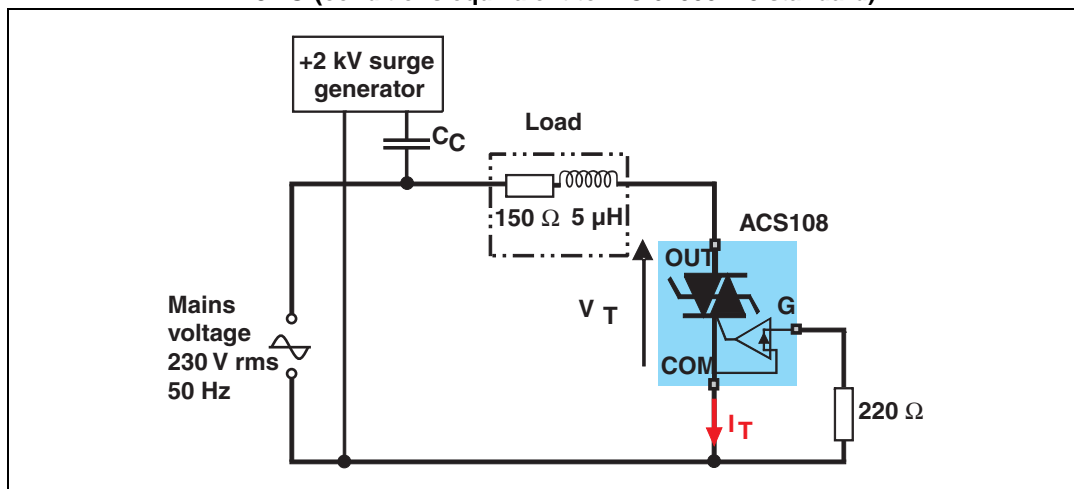 +2 kV surge
generator
C_C
Load
150 Ω 5 µH
ACS108
OUT
G
V_T
COM
Mains
voltage
230 V rms
50 Hz
I_T
220 Ω